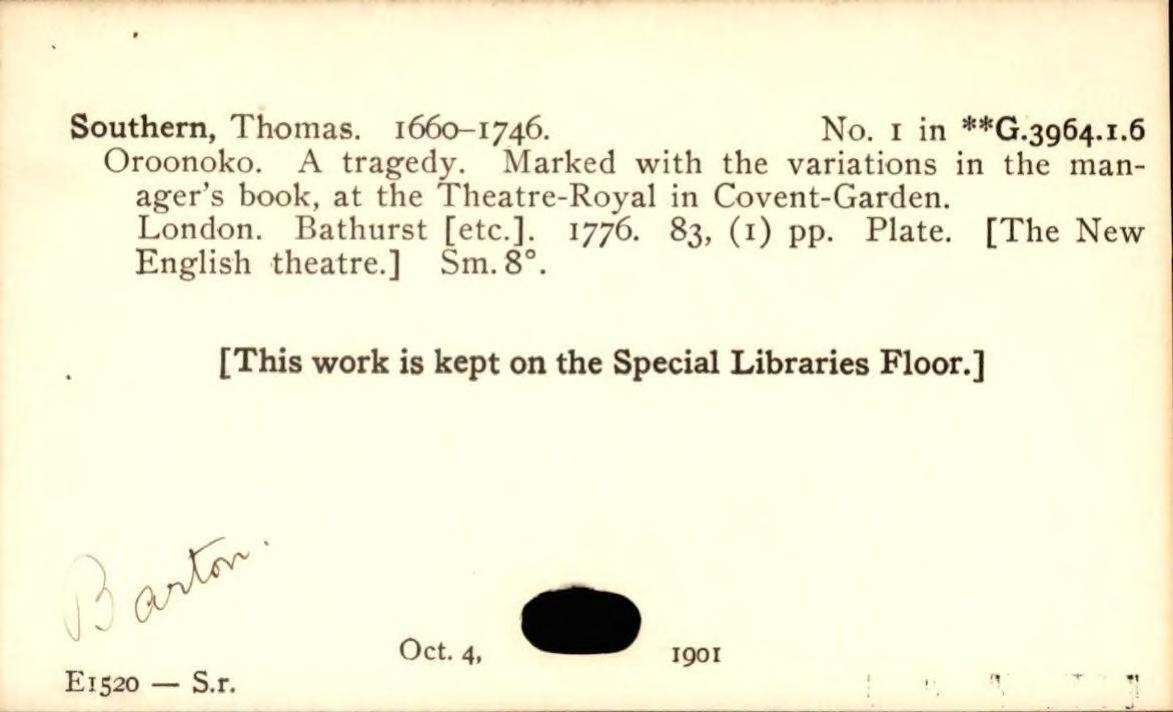 Southern, Thomas. 1660–1746. No. 1 in **G.3964.1.6
Oroonoko. A tragedy. Marked with the variations in the man-
ager's book, at the Theatre-Royal in Covent-Garden.
London. Bathurst [etc.]. 1776. 83, (1) pp. Plate. [The New
English theatre.] Sm. 8°.
[This work is kept on the Special Libraries Floor.]
Barton.
Oct. 4, 1901
E1520 — S.r.